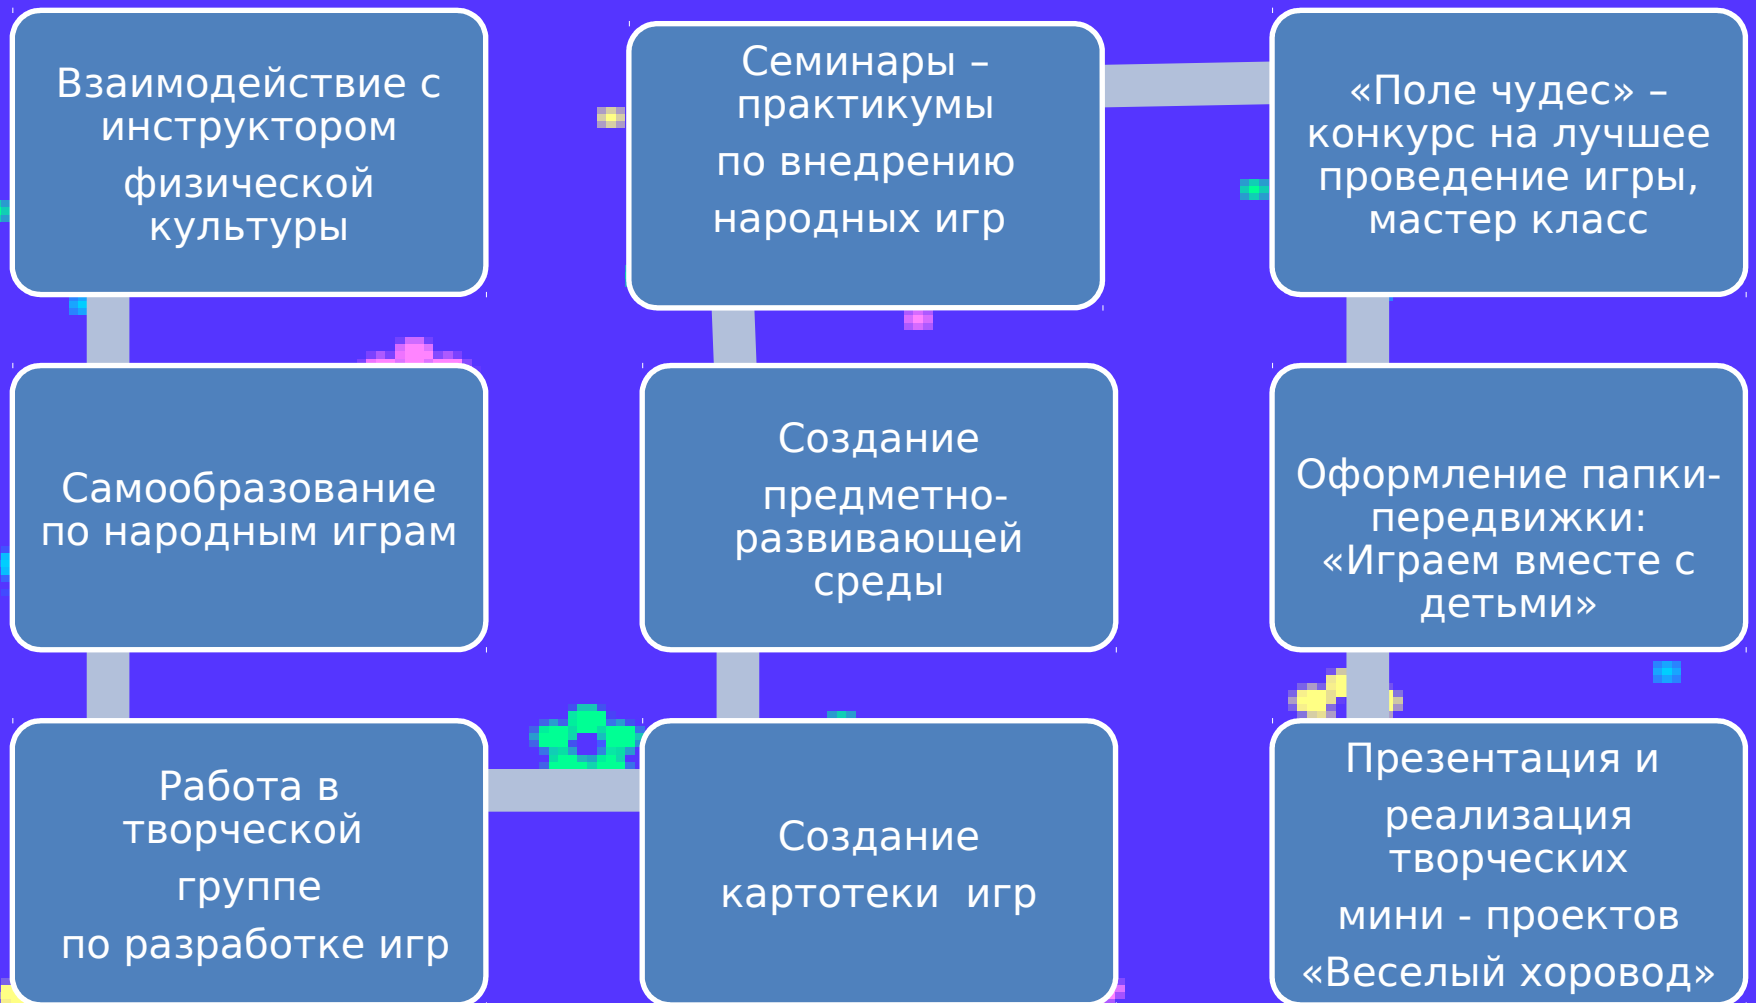 Взаимодействие с
инструктором
физической
культуры
Семинары –
практикумы
по внедрению
народных игр
«Поле чудес» –
конкурс на лучшее
проведение игры,
мастер класс
Самообразование
по народным играм
Создание
предметно-
развивающей
среды
Оформление папки-
передвижки:
«Играем вместе с
детьми»
Работа в
творческой
группе
по разработке игр
Создание
картотеки  игр
Презентация и
реализация
творческих
мини - проектов
«Веселый хоровод»